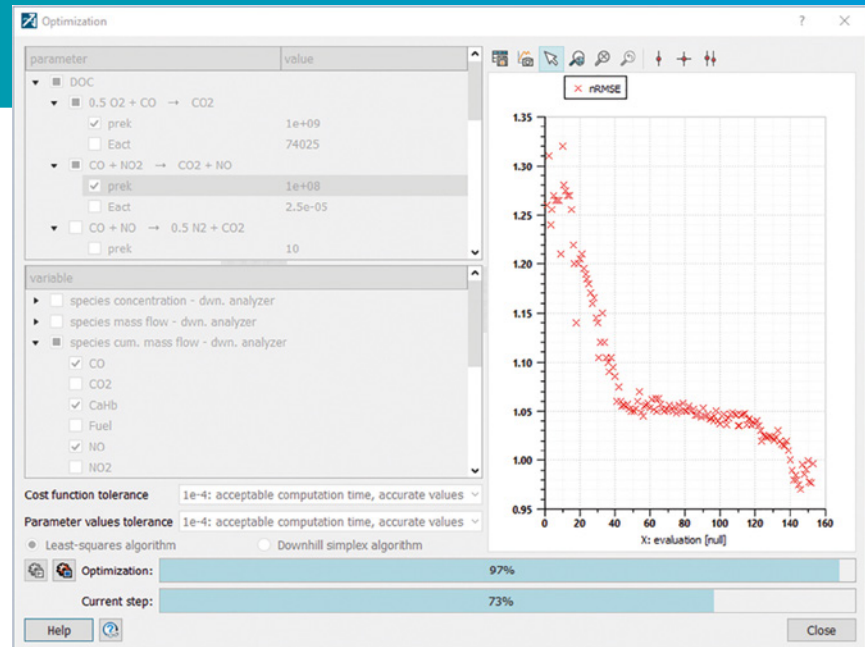 Optimization
parameter value
DOC
0.5 O2 + CO → CO2
prek 1e+09
Eact 74025
CO + NO2 → CO2 + NO
prek 1e+08
Eact 2.5e-05
CO + NO → 0.5 N2 + CO2
prek 10
variable
species concentration - dwn. analyzer
species mass flow - dwn. analyzer
species cum. mass flow - dwn. analyzer
CO
CO2
CaHb
Fuel
NO
NO2
Cost function tolerance 1e-4: acceptable computation time, accurate values
Parameter values tolerance 1e-4: acceptable computation time, accurate values
Least-squares algorithm Downhill simplex algorithm
nRMSE
1.35
1.30
1.25
1.20
1.15
1.10
1.05
1.00
0.95
0 20 40 60 80 100 120 140 160
X: evaluation [null]
Optimization: 97%
Current step: 73%
Help Close